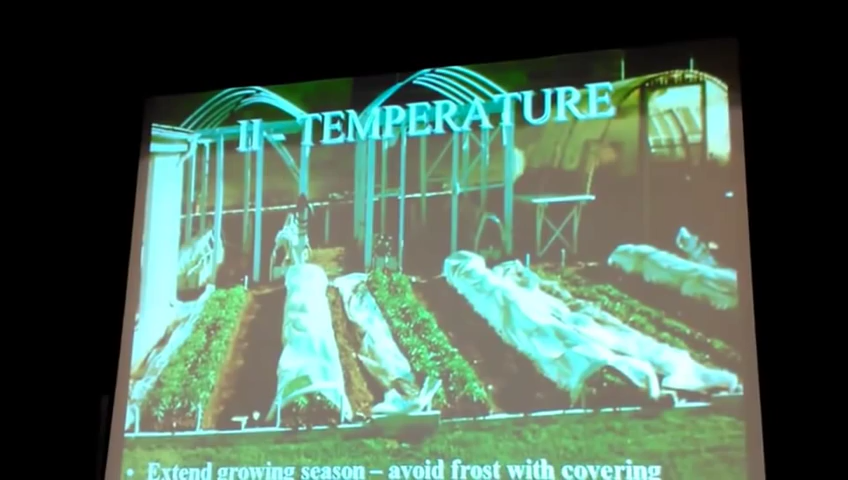 II - TEMPERATURE
• Extend growing season – avoid frost with covering